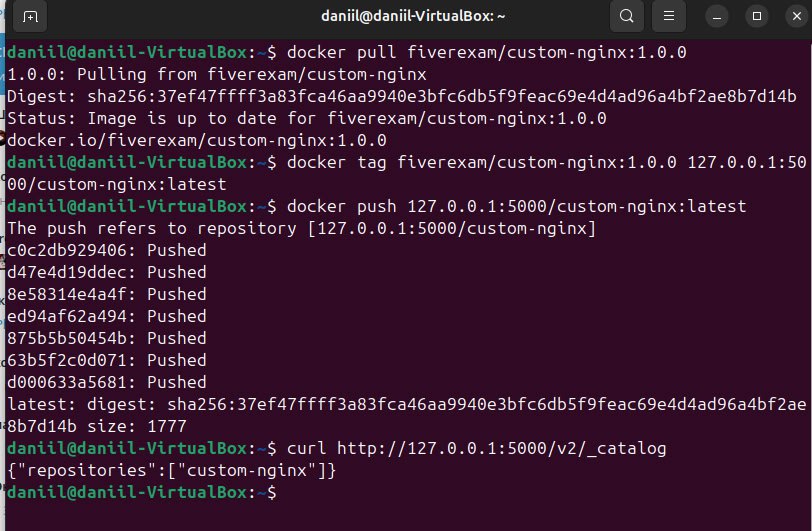 daniil@daniil-VirtualBox: ~
daniil@daniil-VirtualBox:~$ docker pull fiverexam/custom-nginx:1.0.0
1.0.0: Pulling from fiverexam/custom-nginx
Digest: sha256:37ef47ffff3a83fca46aa9940e3bfc6db5f9feac69e4d4ad96a4bf2ae8b7d14b
Status: Image is up to date for fiverexam/custom-nginx:1.0.0
docker.io/fiverexam/custom-nginx:1.0.0
daniil@daniil-VirtualBox:~$ docker tag fiverexam/custom-nginx:1.0.0 127.0.0.1:50
00/custom-nginx:latest
daniil@daniil-VirtualBox:~$ docker push 127.0.0.1:5000/custom-nginx:latest
The push refers to repository [127.0.0.1:5000/custom-nginx]
c0c2db929406: Pushed
d47e4d19ddec: Pushed
8e58314e4a4f: Pushed
ed94af62a494: Pushed
875b5b50454b: Pushed
63b5f2c0d071: Pushed
d000633a5681: Pushed
latest: digest: sha256:37ef47ffff3a83fca46aa9940e3bfc6db5f9feac69e4d4ad96a4bf2ae
8b7d14b size: 1777
daniil@daniil-VirtualBox:~$ curl http://127.0.0.1:5000/v2/_catalog
{"repositories":["custom-nginx"]}
daniil@daniil-VirtualBox:~$